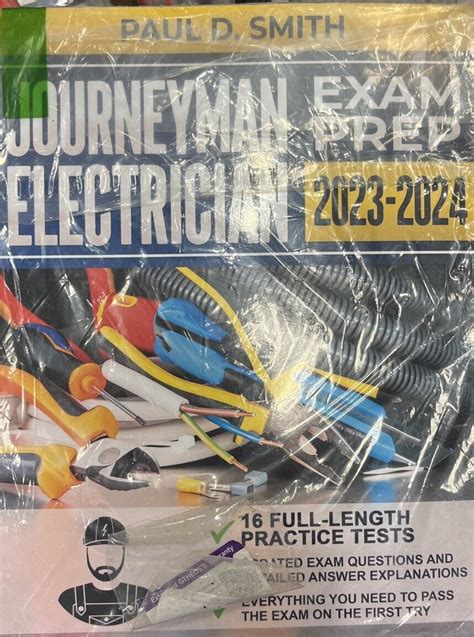 PAUL D. SMITH
JOURNEYMAN
ELECTRICIAN
EXAM
PREP
2023-2024
16 FULL-LENGTH
PRACTICE TESTS
EXAM QUESTIONS AND
ANSWER EXPLANATIONS
EVERYTHING YOU NEED TO PASS
THE EXAM ON THE FIRST TRY